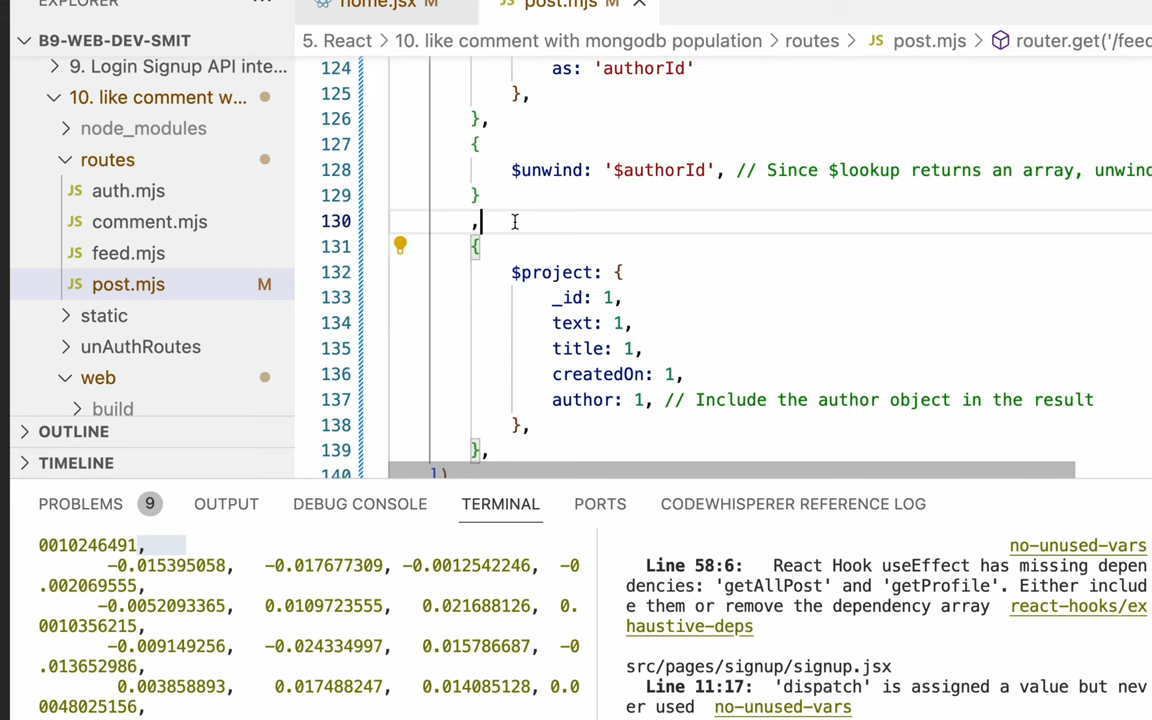 EXPLORER
home.jsx M
JS post.mjs M
B9-WEB-DEV-SMIT
9. Login Signup API inte...
10. like comment w...
node_modules
routes
JS auth.mjs
JS comment.mjs
JS feed.mjs
JS post.mjs M
static
unAuthRoutes
web
build
OUTLINE
TIMELINE
5. React > 10. like comment with mongodb population > routes > JS post.mjs > router.get('/feed
124 as: 'authorId'
125 },
126 },
127 {
128 $unwind: '$authorId', // Since $lookup returns an array, unwind
129 }
130 ,
131 {
132 $project: {
133 _id: 1,
134 text: 1,
135 title: 1,
136 createdOn: 1,
137 author: 1, // Include the author object in the result
138 },
139 },
140 ])
PROBLEMS 9 OUTPUT DEBUG CONSOLE TERMINAL PORTS CODEWHISPERER REFERENCE LOG
0010246491,
-0.015395058, -0.017677309, -0.0012542246, -0
.002069555,
-0.0052093365, 0.0109723555, 0.021688126, 0.
0010356215,
-0.009149256, -0.024334997, 0.015786687, -0
.013652986,
0.003858893, 0.017488247, 0.014085128, 0.0
0048025156,
no-unused-vars
Line 58:6: React Hook useEffect has missing depen
dencies: 'getAllPost' and 'getProfile'. Either includ
e them or remove the dependency array react-hooks/ex
haustive-deps
src/pages/signup/signup.jsx
Line 11:17: 'dispatch' is assigned a value but nev
er used no-unused-vars